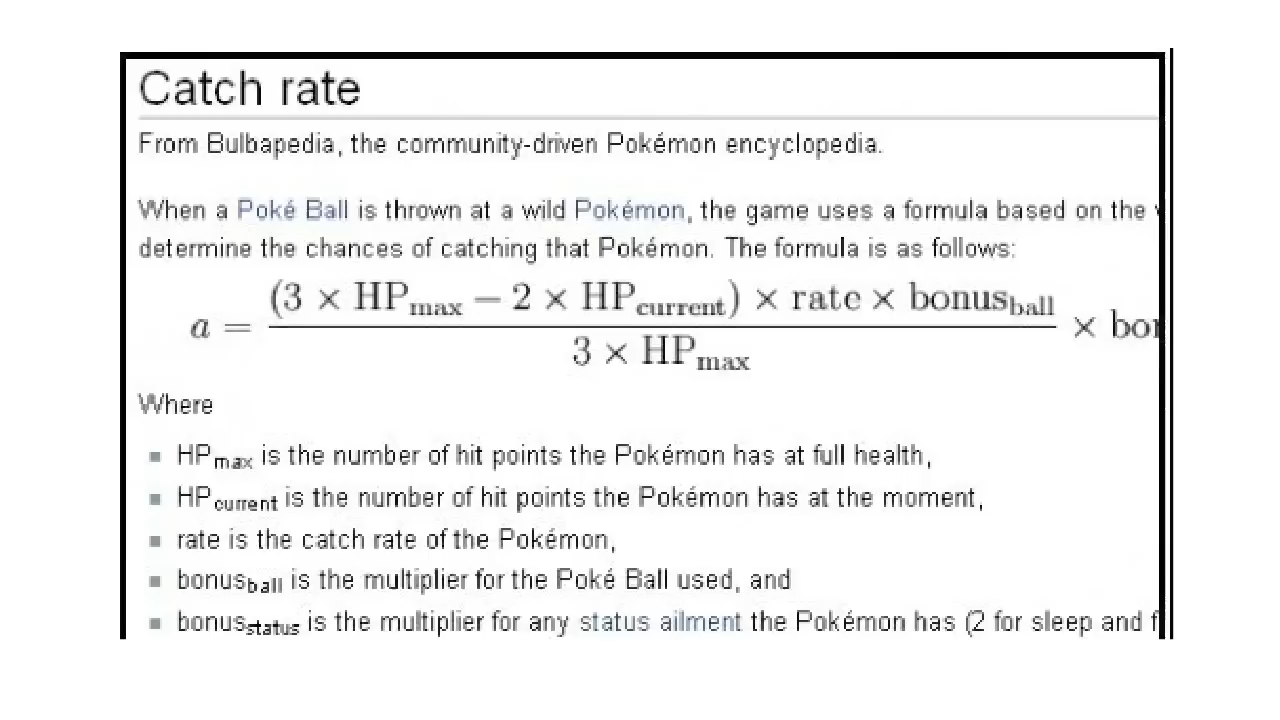 Catch rate
From Bulbapedia, the community-driven Pokémon encyclopedia.
When a Poké Ball is thrown at a wild Pokémon, the game uses a formula based on the
determine the chances of catching that Pokémon. The formula is as follows:
a = (3 × HPmax − 2 × HPcurrent) × rate × bonusball / 3 × HPmax ×
Where
▪ HPmax is the number of hit points the Pokémon has at full health,
▪ HPcurrent is the number of hit points the Pokémon has at the moment,
▪ rate is the catch rate of the Pokémon,
▪ bonusball is the multiplier for the Poké Ball used, and
▪ bonusstatus is the multiplier for any status ailment the Pokémon has (2 for sleep and